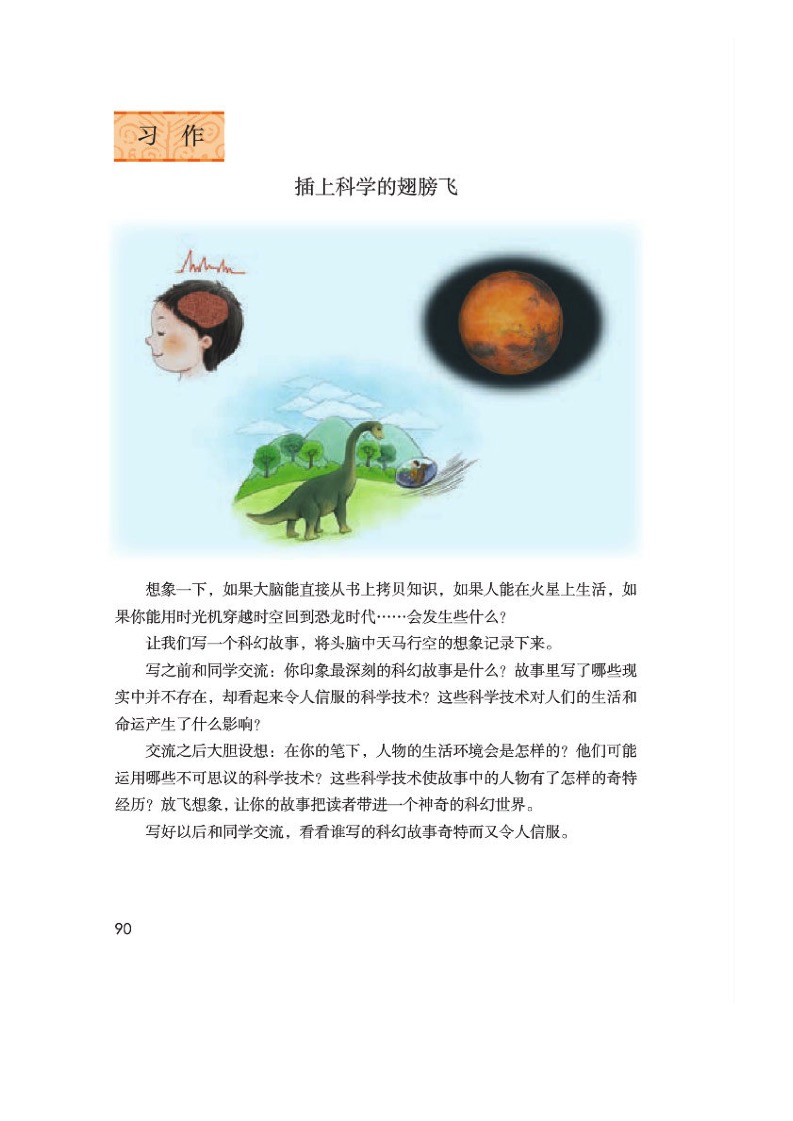 习 作
插上科学的翅膀飞
想象一下，如果大脑能直接从书上拷贝知识，如果人能在火星上生活，如
果你能用时光机穿越时空回到恐龙时代……会发生些什么？
让我们写一个科幻故事，将头脑中天马行空的想象记录下来。
写之前和同学交流：你印象最深刻的科幻故事是什么？故事里写了哪些现
实中并不存在，却看起来令人信服的科学技术？这些科学技术对人们的生活和
命运产生了什么影响？
交流之后大胆设想：在你的笔下，人物的生活环境会是怎样的？他们可能
运用哪些不可思议的科学技术？这些科学技术使故事中的人物有了怎样的奇特
经历？放飞想象，让你的故事把读者带进一个神奇的科幻世界。
写好以后和同学交流，看看谁写的科幻故事奇特而又令人信服。
90